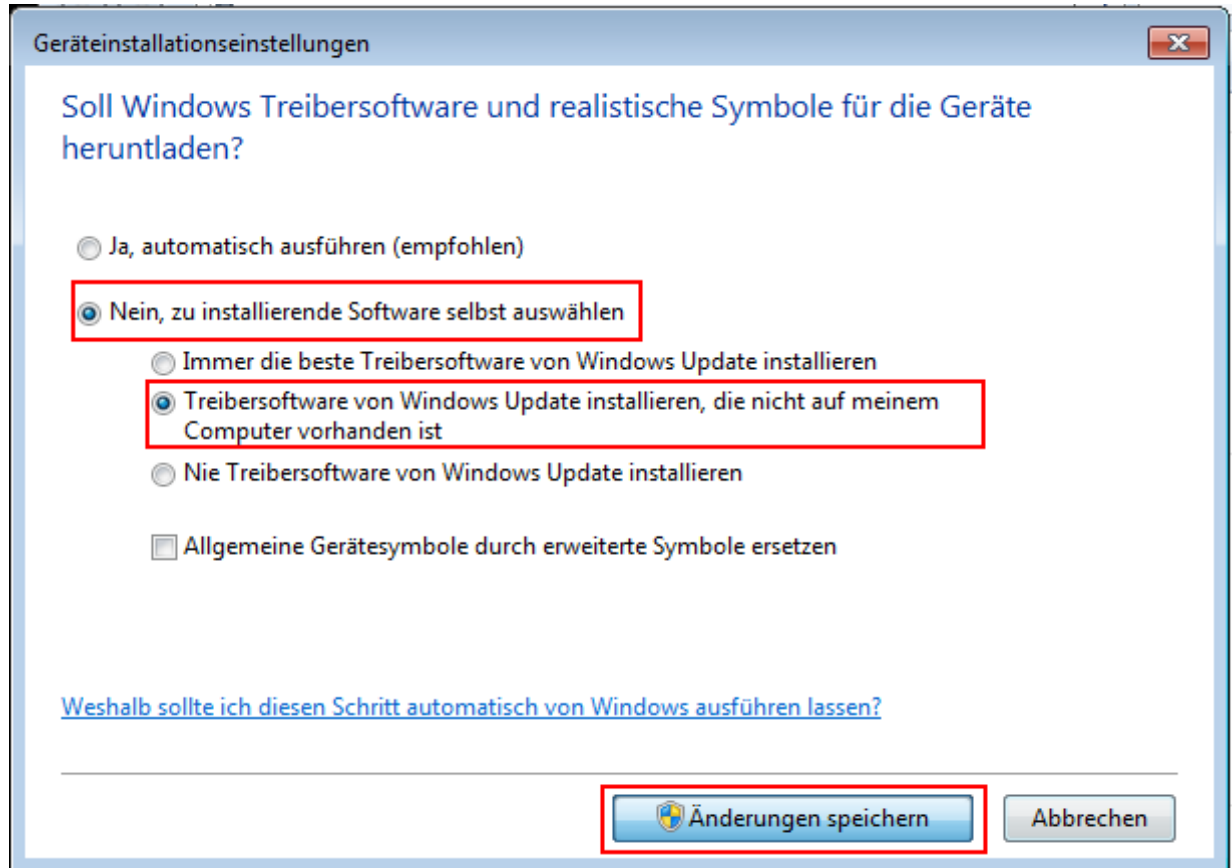 Geräteinstallationseinstellungen
Soll Windows Treibersoftware und realistische Symbole für die Geräte
heruntladen?
Ja, automatisch ausführen (empfohlen)
Nein, zu installierende Software selbst auswählen
Immer die beste Treibersoftware von Windows Update installieren
Treibersoftware von Windows Update installieren, die nicht auf meinem
Computer vorhanden ist
Nie Treibersoftware von Windows Update installieren
Allgemeine Gerätesymbole durch erweiterte Symbole ersetzen
Weshalb sollte ich diesen Schritt automatisch von Windows ausführen lassen?
Änderungen speichern
Abbrechen